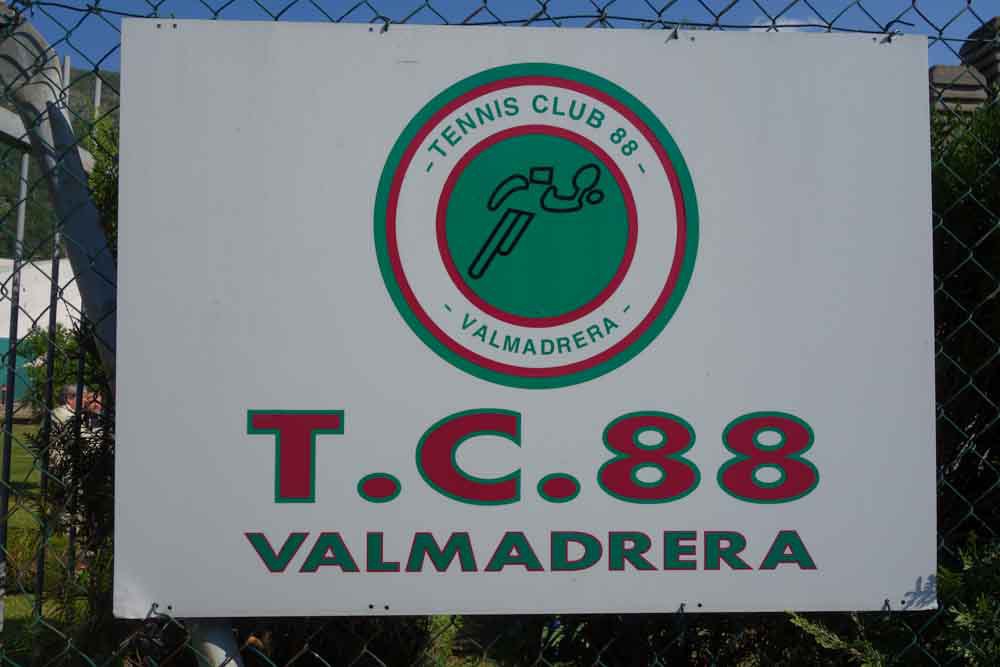 - TENNIS CLUB 88 -
- VALMADRERA -
T.C.88
VALMADRERA